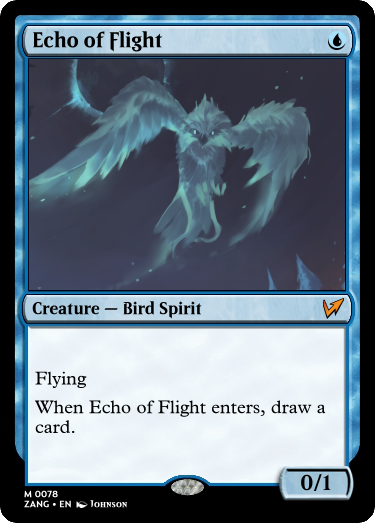 Echo of Flight
Creature — Bird Spirit
Flying
When Echo of Flight enters, draw a
card.
0/1
M 0078
ZANG • EN Johnson